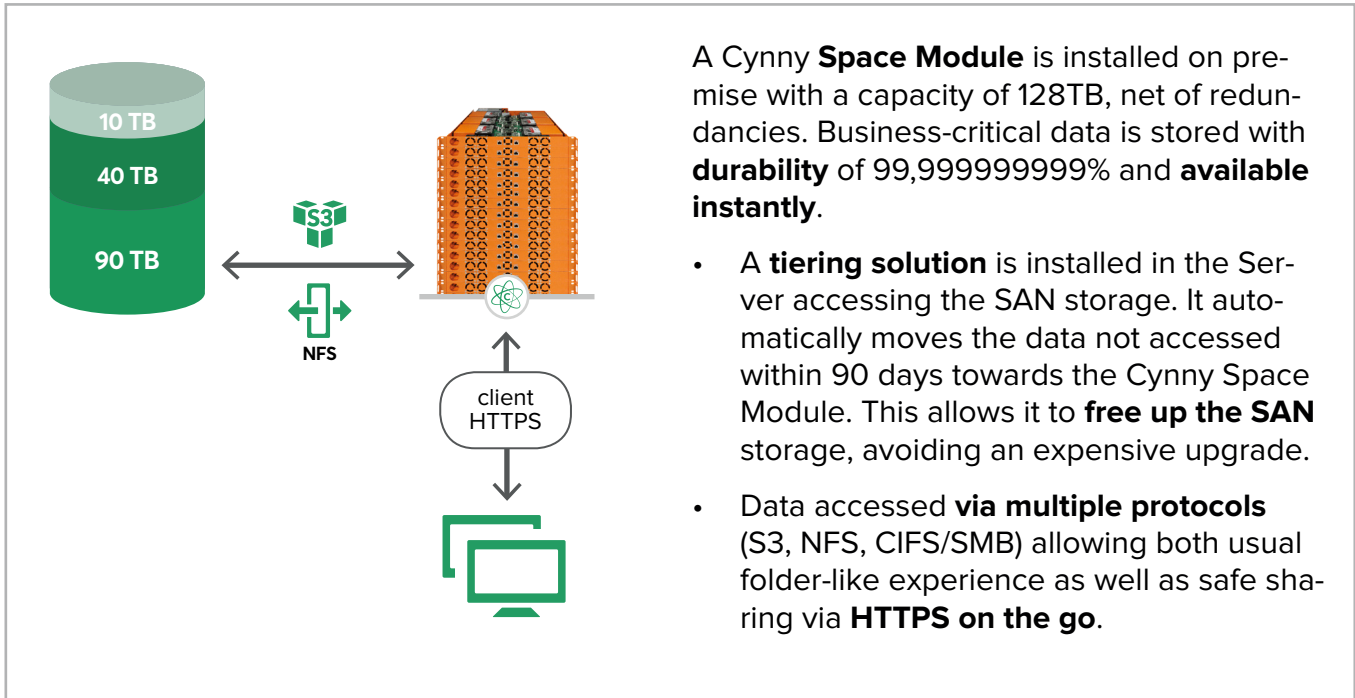 10 TB
40 TB
90 TB
S3
NFS
C
client
HTTPS
A Cynny Space Module is installed on pre-
mise with a capacity of 128TB, net of redun-
dancies. Business-critical data is stored with
durability of 99,999999999% and available
instantly.
• A tiering solution is installed in the Ser-
ver accessing the SAN storage. It auto-
matically moves the data not accessed
within 90 days towards the Cynny Space
Module. This allows it to free up the SAN
storage, avoiding an expensive upgrade.
• Data accessed via multiple protocols
(S3, NFS, CIFS/SMB) allowing both usual
folder-like experience as well as safe sha-
ring via HTTPS on the go.